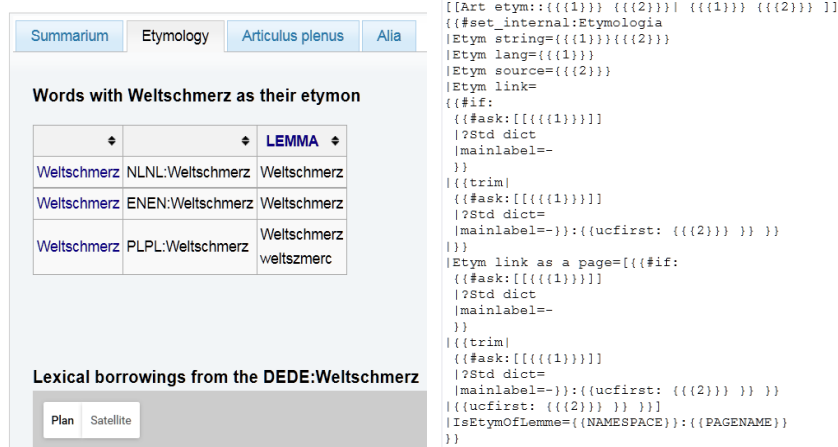 Summarium Etymology Articulus plenus Alia
Words with Weltschmerz as their etymon
LEMMA
Weltschmerz NLNL:Weltschmerz Weltschmerz
Weltschmerz ENEN:Weltschmerz Weltschmerz
Weltschmerz PLPL:Weltschmerz Weltschmerz
weltszmerc
Lexical borrowings from the DEDE:Weltschmerz
Plan Satellite
[[Art etym::{{{1}}} {{{2}}}| {{{1}}} {{{2}}} ]]
{{#set_internal:Etymologia
|Etym string={{{1}}}{{{2}}}
|Etym lang={{{1}}}
|Etym source={{{2}}}
|Etym link=
{{#if:
{{#ask:[[{{{1}}}]]
|?Std dict
|mainlabel=-
}}
|{{trim|
{{#ask:[[{{{1}}}]]
|?Std dict=
|mainlabel=-}}:{{ucfirst: {{{2}}} }} }}
|}}
|Etym link as a page=[{{#if:
{{#ask:[[{{{1}}}]]
|?Std dict
|mainlabel=-
}}
|{{trim|
{{#ask:[[{{{1}}}]]
|?Std dict=
|mainlabel=-}}:{{ucfirst: {{{2}}} }} }}
|{{ucfirst: {{{2}}} }} }}]
|IsEtymOfLemme={{NAMESPACE}}:{{PAGENAME}}
}}